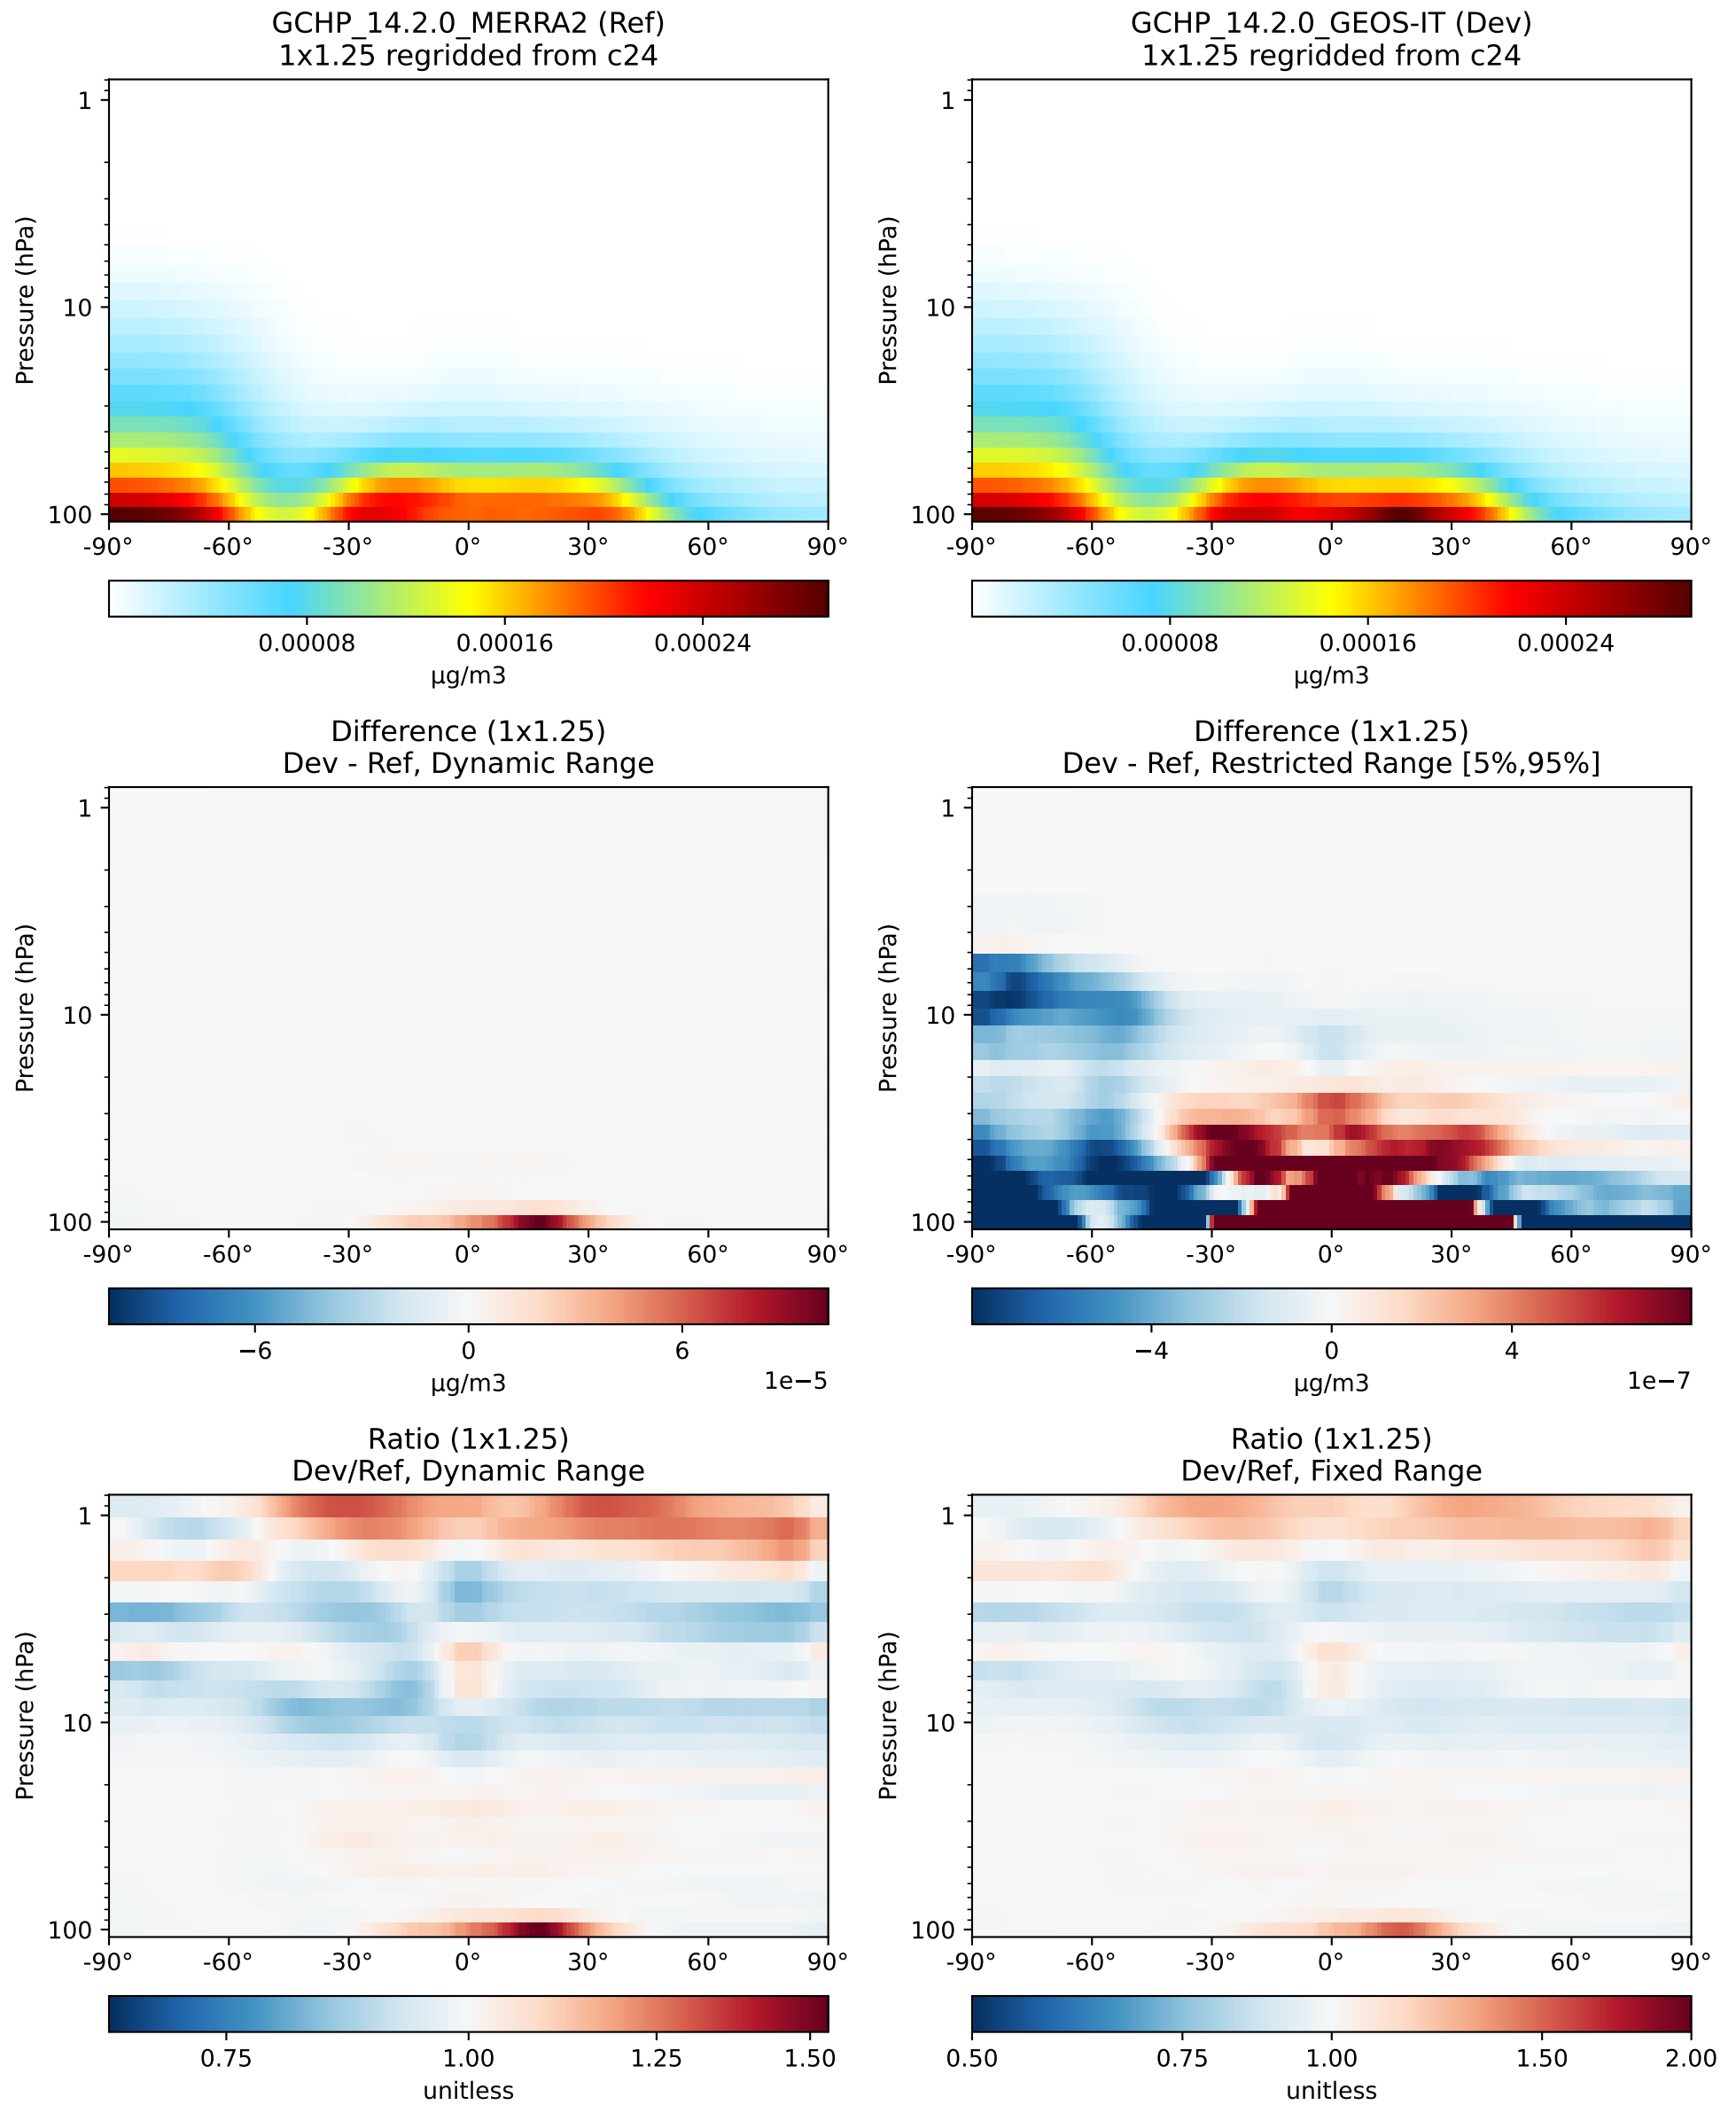 GCHP_14.2.0_MERRA2 (Ref)
1x1.25 regridded from c24
Pressure (hPa)
1
10
100
-90° -60° -30° 0° 30° 60° 90°
0.00008 0.00016 0.00024
µg/m3
GCHP_14.2.0_GEOS-IT (Dev)
1x1.25 regridded from c24
Pressure (hPa)
1
10
100
-90° -60° -30° 0° 30° 60° 90°
0.00008 0.00016 0.00024
µg/m3
Difference (1x1.25)
Dev - Ref, Dynamic Range
Pressure (hPa)
1
10
100
-90° -60° -30° 0° 30° 60° 90°
−6 0 6
1e−5
µg/m3
Difference (1x1.25)
Dev - Ref, Restricted Range [5%,95%]
Pressure (hPa)
1
10
100
-90° -60° -30° 0° 30° 60° 90°
−4 0 4
1e−7
µg/m3
Ratio (1x1.25)
Dev/Ref, Dynamic Range
Pressure (hPa)
1
10
100
-90° -60° -30° 0° 30° 60° 90°
0.75 1.00 1.25 1.50
unitless
Ratio (1x1.25)
Dev/Ref, Fixed Range
Pressure (hPa)
1
10
100
-90° -60° -30° 0° 30° 60° 90°
0.50 0.75 1.00 1.50 2.00
unitless